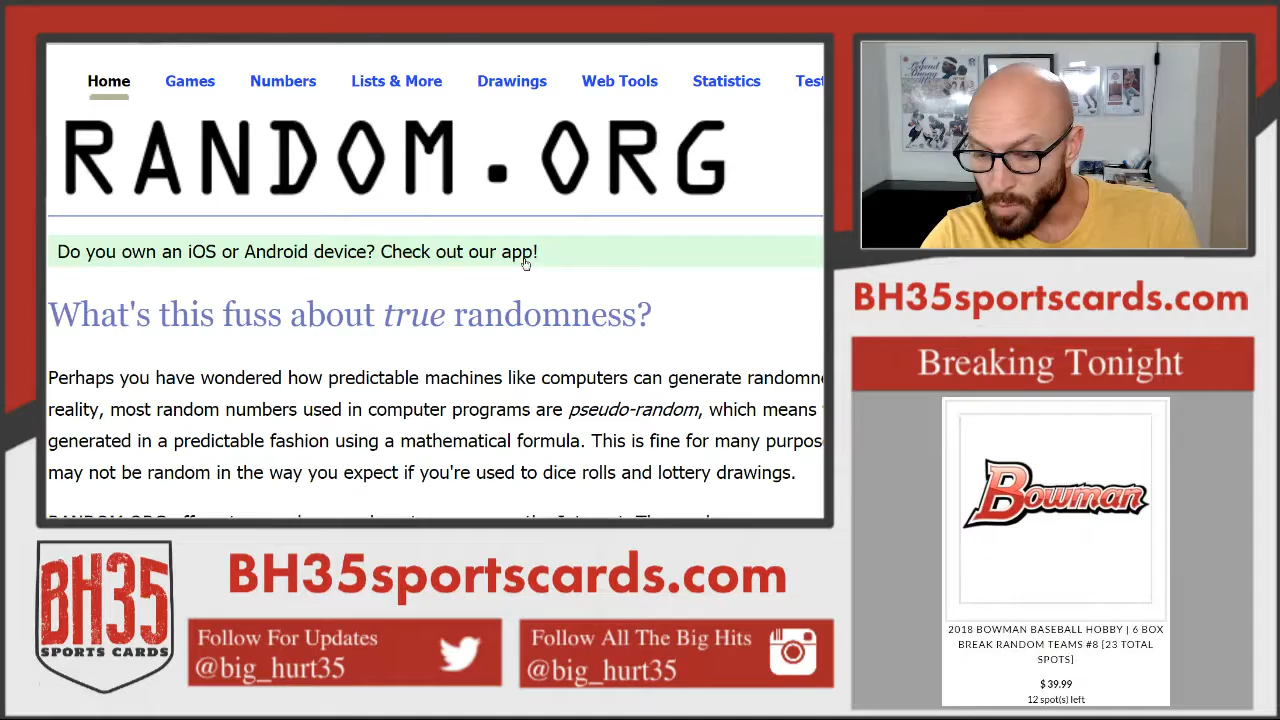 Home Games Numbers Lists & More Drawings Web Tools Statistics Test
RANDOM.ORG
Do you own an iOS or Android device? Check out our app!
What's this fuss about true randomness?
Perhaps you have wondered how predictable machines like computers can generate randomne
reality, most random numbers used in computer programs are pseudo-random, which means
generated in a predictable fashion using a mathematical formula. This is fine for many purpos
may not be random in the way you expect if you're used to dice rolls and lottery drawings.
BH35sportscards.com
Breaking Tonight
Bowman
2018 BOWMAN BASEBALL HOBBY | 6 BOX
BREAK RANDOM TEAMS #8 [23 TOTAL
SPOTS]
$ 39.99
12 spot(s) left
BH35
SPORTS CARDS
BH35sportscards.com
Follow For Updates
@big_hurt35
Follow All The Big Hits
@big_hurt35